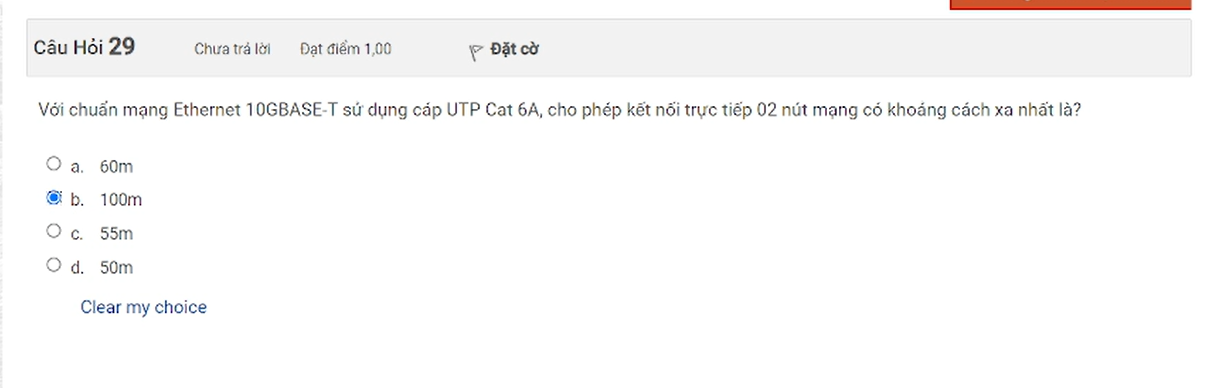 Câu Hỏi 29 Chưa trả lời Đạt điểm 1,00 Đặt cờ
Với chuẩn mạng Ethernet 10GBASE-T sử dụng cáp UTP Cat 6A, cho phép kết nối trực tiếp 02 nút mạng có khoảng cách xa nhất là?
a. 60m
b. 100m
c. 55m
d. 50m
Clear my choice